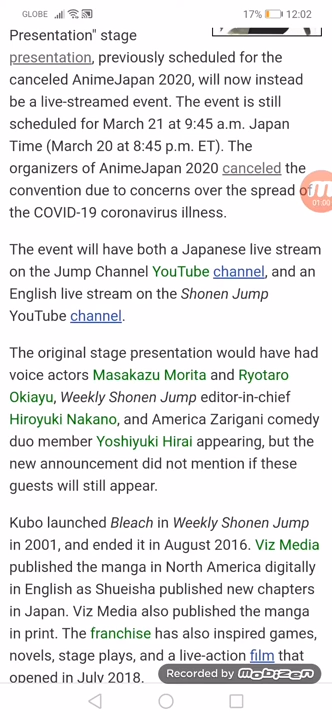 GLOBE 17% 12:02
Presentation" stage
presentation, previously scheduled for the
canceled AnimeJapan 2020, will now instead
be a live-streamed event. The event is still
scheduled for March 21 at 9:45 a.m. Japan
Time (March 20 at 8:45 p.m. ET). The
organizers of AnimeJapan 2020 canceled the
convention due to concerns over the spread of
01:00
the COVID-19 coronavirus illness.
The event will have both a Japanese live stream
on the Jump Channel YouTube channel, and an
English live stream on the Shonen Jump
YouTube channel.
The original stage presentation would have had
voice actors Masakazu Morita and Ryotaro
Okiayu, Weekly Shonen Jump editor-in-chief
Hiroyuki Nakano, and America Zarigani comedy
duo member Yoshiyuki Hirai appearing, but the
new announcement did not mention if these
guests will still appear.
Kubo launched Bleach in Weekly Shonen Jump
in 2001, and ended it in August 2016. Viz Media
published the manga in North America digitally
in English as Shueisha published new chapters
in Japan. Viz Media also published the manga
in print. The franchise has also inspired games,
novels, stage plays, and a live-action film that
opened in July 2018.
Recorded by mobizen